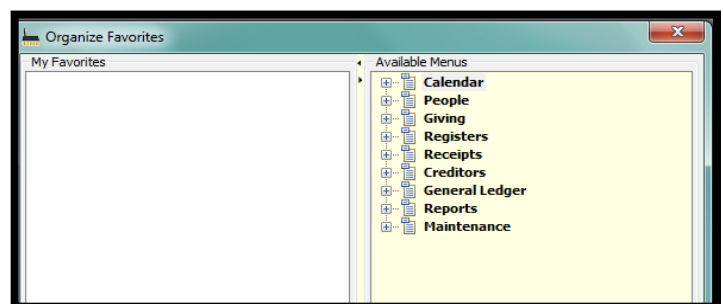 Organize Favorites
My Favorites
Available Menus
Calendar
People
Giving
Registers
Receipts
Creditors
General Ledger
Reports
Maintenance